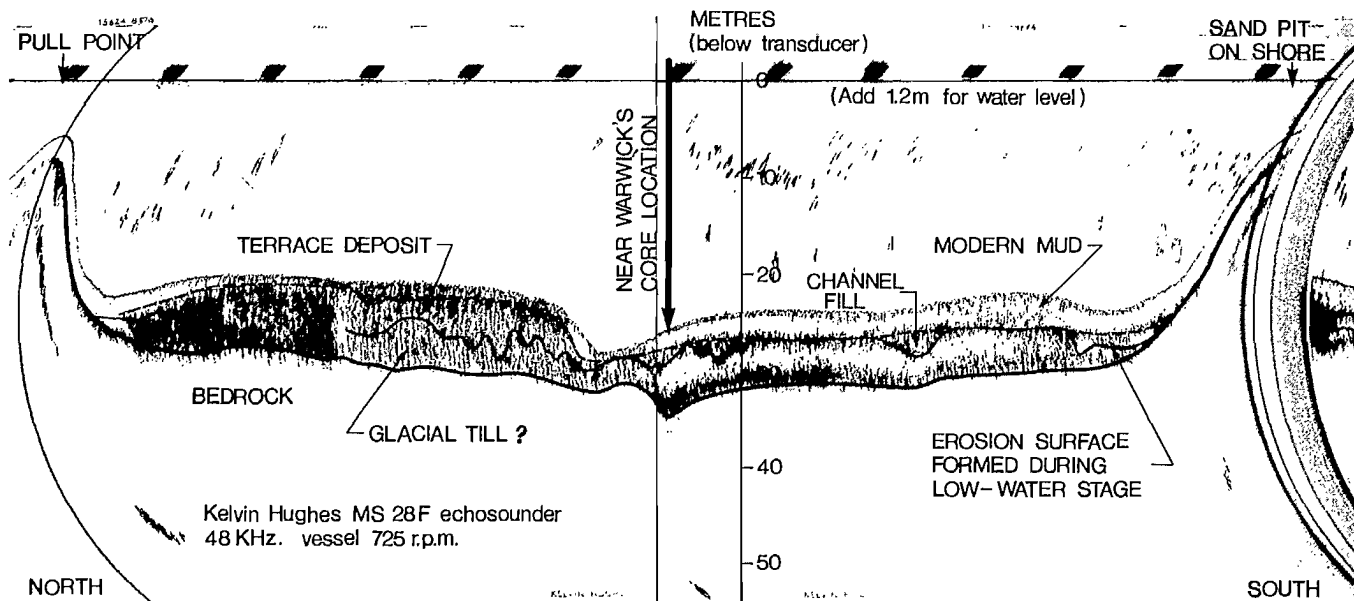 PULL POINT
METRES
(below transducer)
SAND PIT
ON SHORE
0
(Add 1.2m for water level)
NEAR WARWICK'S
CORE LOCATION
10
TERRACE DEPOSIT
MODERN MUD
20
CHANNEL
FILL
BEDROCK
GLACIAL TILL ?
40
EROSION SURFACE
FORMED DURING
LOW-WATER STAGE
Kelvin Hughes MS 28F echosounder
48 KHz. vessel 725 r.p.m.
50
NORTH
SOUTH